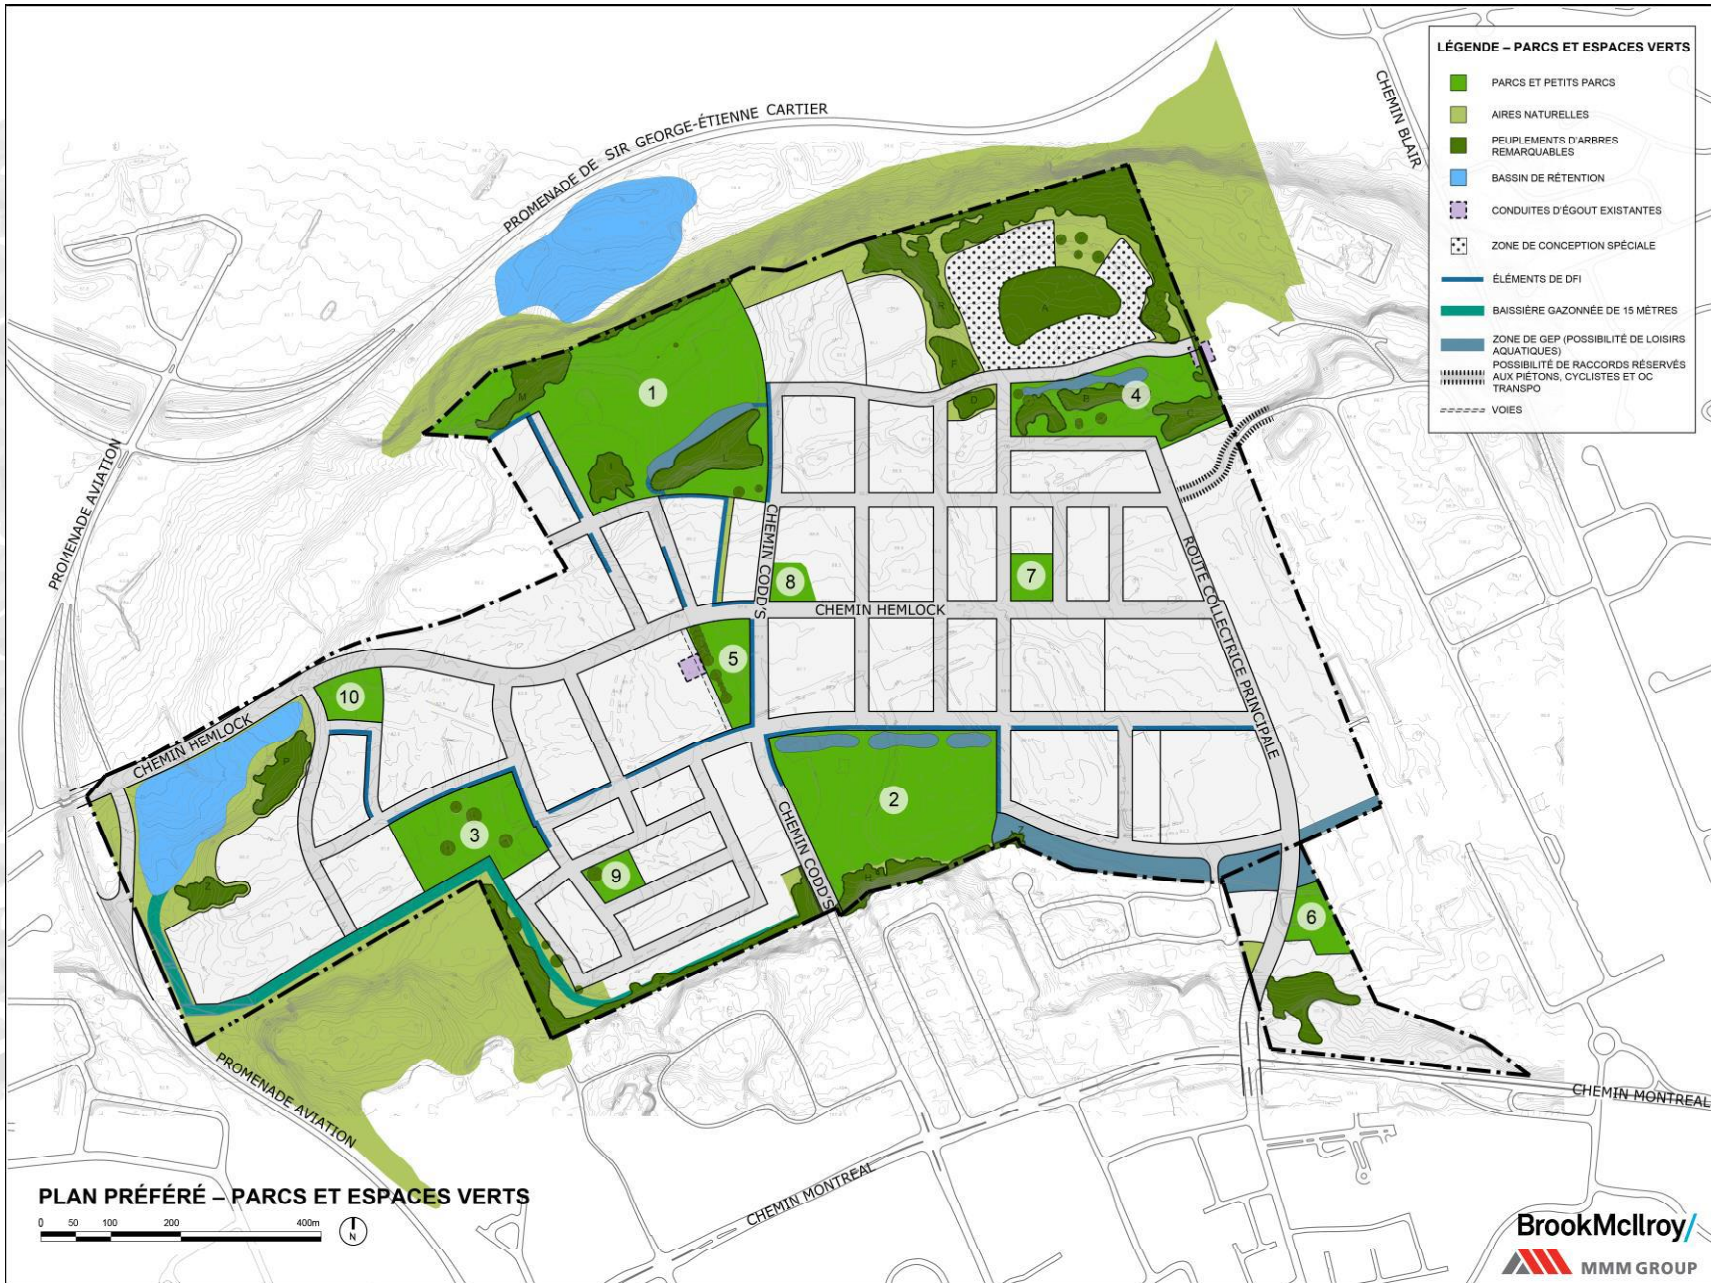 LÉGENDE – PARCS ET ESPACES VERTS
PARCS ET PETITS PARCS
AIRES NATURELLES
PEUPLEMENTS D'ARBRES
REMARQUABLES
BASSIN DE RÉTENTION
CONDUITES D'ÉGOUT EXISTANTES
ZONE DE CONCEPTION SPÉCIALE
ÉLÉMENTS DE DFI
BAISSIÈRE GAZONNÉE DE 15 MÈTRES
ZONE DE GEP (POSSIBILITÉ DE LOISIRS
AQUATIQUES)
POSSIBILITÉ DE RACCORDS RÉSERVÉS
AUX PIÉTONS, CYCLISTES ET OC
TRANSPO
VOIES
CHEMIN BLAIR
PROMENADE DE SIR GEORGE-ÉTIENNE CARTIER
PROMENADE AVIATION
A
R
F
D
B
C
4
1
M
I
L
CHEMIN CODD'S
ROUTE COLLECTRICE PRINCIPALE
8
7
CHEMIN HEMLOCK
5
10
CHEMIN HEMLOCK
P
Z
3
2
CHEMIN CODD'S
9
H
Z
Z
6
PROMENADE AVIATION
CHEMIN MONTREAL
CHEMIN MONTREAL
PLAN PRÉFÉRÉ – PARCS ET ESPACES VERTS
0 50 100 200 400m
N
BrookMcIlroy/
MMM GROUP